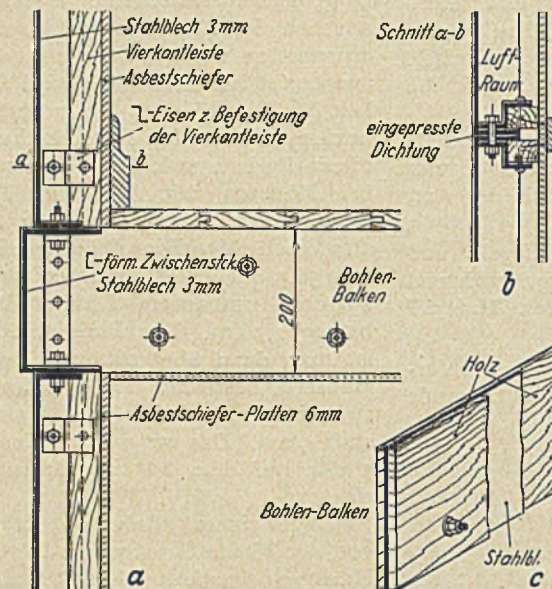 Stahlblech 3mm
Vierkantleiste
Asbestschiefer
ʅ-Eisen z. Befestigung
der Vierkantleiste
a
b
[-förm. Zwischenstck.
Stahlblech 3mm
200
Bohlen-
Balken
Asbestschiefer-Platten 6mm
a
Schnitt a-b
Luft-
Raum
eingepresste
Dichtung
b
Holz
Bohlen-Balken
Stahlbl.
c